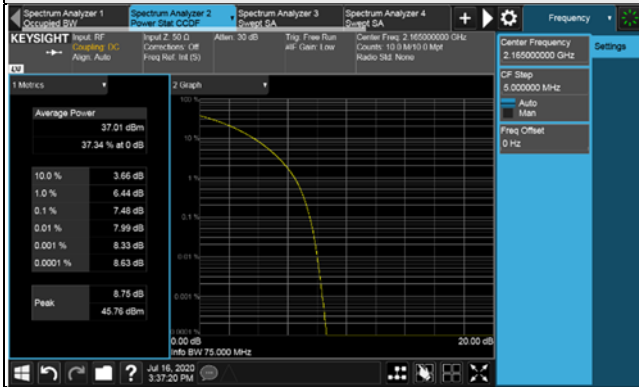 Spectrum Analyzer 1
Occupied BW
Spectrum Analyzer 2
Power Stat CCDF
Spectrum Analyzer 3
Swept SA
Spectrum Analyzer 4
Swept SA
+
Frequency
KEYSIGHT
Input: RF
Coupling: DC
Align: Auto
Input Z: 50 Ω
Corrections: Off
Freq Ref: Int (S)
Atten: 30 dB
Trig: Free Run
#IF Gain: Low
Center Freq: 2.165000000 GHz
Counts: 10.0 M/10.0 Mpt
Radio Std: None
LXI
Center Frequency
2.165000000 GHz
Settings
CF Step
5.000000 MHz
Auto
Man
Freq Offset
0 Hz
1 Metrics
2 Graph
Average Power
37.01 dBm
37.34 % at 0 dB
10.0 % 3.66 dB
1.0 % 6.44 dB
0.1 % 7.48 dB
0.01 % 7.99 dB
0.001 % 8.33 dB
0.0001 % 8.63 dB
Peak
8.75 dB
45.76 dBm
100 %
10 %
1 %
0.1 %
0.01 %
0.001 %
0.0001 %
0.00 dB
20.00 dB
Info BW 75.000 MHz
?
Jul 16, 2020
3:37:20 PM